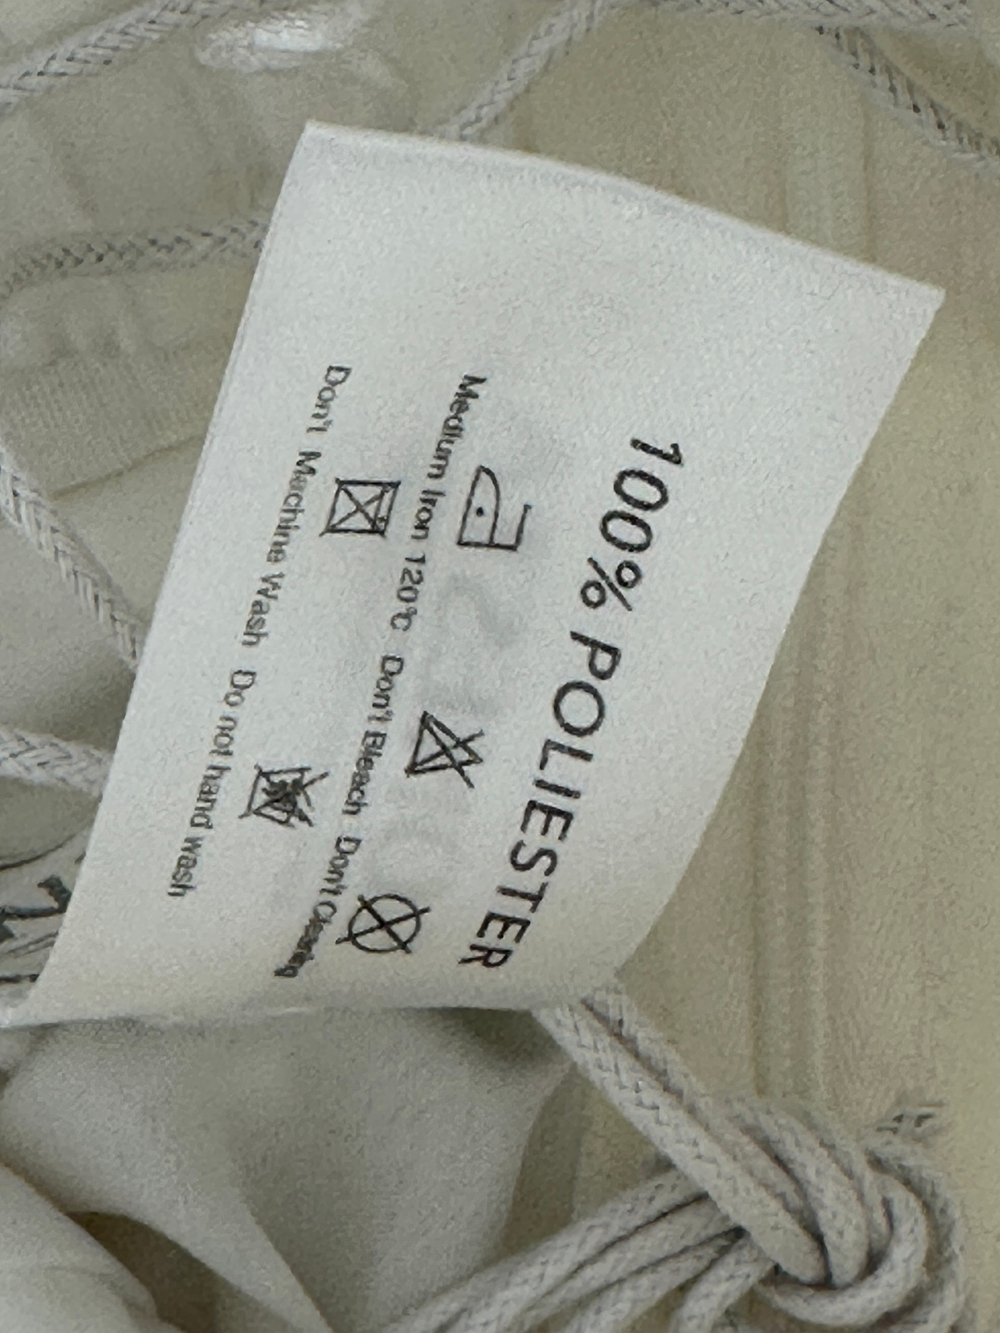 100% POLIESTER
Medium Iron 120℃ Don't Bleach Don't Cleaning
Don't Machine Wash Do not hand wash